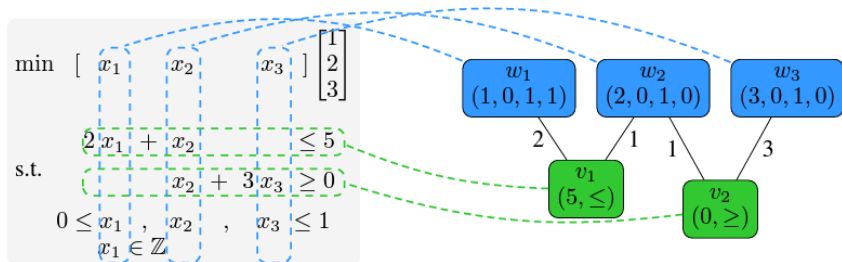 min [ x₁ x₂ x₃ ] [1 2 3]
s.t.
2 x₁ + x₂ ≤ 5
x₂ + 3 x₃ ≥ 0
0 ≤ x₁ , x₂ , x₃ ≤ 1
x₁ ∈ ℤ
w₁
(1, 0, 1, 1)
w₂
(2, 0, 1, 0)
w₃
(3, 0, 1, 0)
2
1
1
3
v₁
(5, ≤)
v₂
(0, ≥)